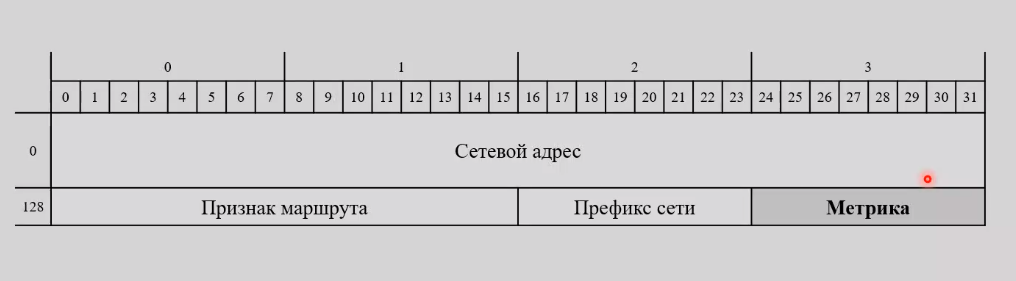 0 1 2 3
0 1 2 3 4 5 6 7 8 9 10 11 12 13 14 15 16 17 18 19 20 21 22 23 24 25 26 27 28 29 30 31
0 Сетевой адрес
128 Признак маршрута Префикс сети Метрика